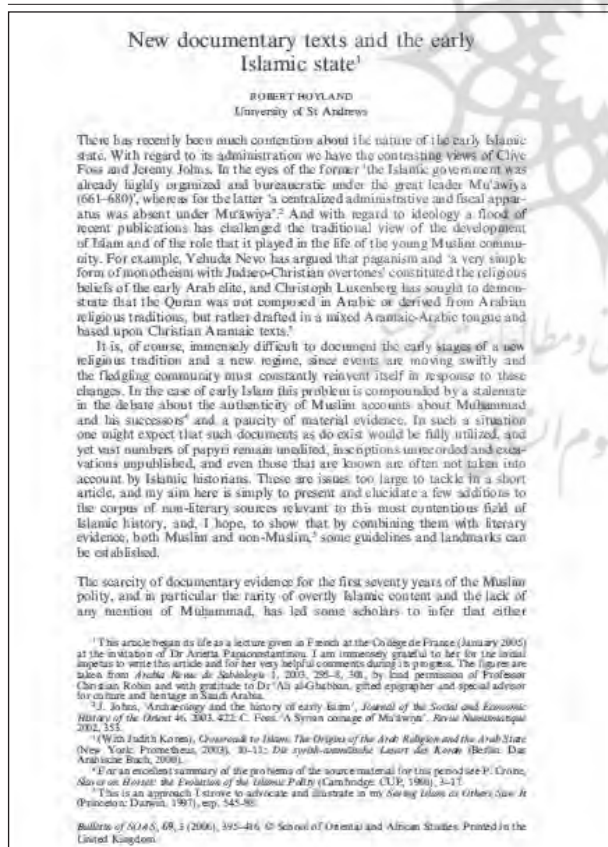 New documentary texts and the early
Islamic state¹
ROBERT HOYLAND
University of St Andrews
There has recently been much contention about the nature of the early Islamic
state. With regard to its administration we have the contrasting views of Clive
Foss and Jeremy Johns. In the eyes of the former 'the Islamic government was
already highly organized and bureaucratic under the great leader Mu'awiya
(661–680)', whereas for the latter 'a centralized administrative and fiscal appar-
atus was absent under Mu'awiya'.² And with regard to ideology a flood of
recent publications has challenged the traditional view of the development
of Islam and of the role that it played in the life of the young Muslim commu-
nity. For example, Yehuda Nevo has argued that paganism and 'a very simple
form of monotheism with Judaeo-Christian overtones' constituted the religious
beliefs of the early Arab elite, and Christoph Luxenberg has sought to demon-
strate that the Quran was not composed in Arabic or derived from Arabian
religious traditions, but rather drafted in a mixed Aramaic-Arabic tongue and
based upon Christian Aramaic texts.³
It is, of course, immensely difficult to document the early stages of a new
religious tradition and a new regime, since events are moving swiftly and
the fledgling community must constantly reinvent itself in response to these
changes. In the case of early Islam this problem is compounded by a stalemate
in the debate about the authenticity of Muslim accounts about Muhammad
and his successors⁴ and a paucity of material evidence. In such a situation
one might expect that such documents as do exist would be fully utilized, and
yet vast numbers of papyri remain unedited, inscriptions unrecorded and exca-
vations unpublished, and even those that are known are often not taken into
account by Islamic historians. These are issues too large to tackle in a short
article, and my aim here is simply to present and elucidate a few additions to
the corpus of non-literary sources relevant to this most contentious field of
Islamic history, and, I hope, to show that by combining them with literary
evidence, both Muslim and non-Muslim,⁵ some guidelines and landmarks can
be established.
The scarcity of documentary evidence for the first seventy years of the Muslim
polity, and in particular the rarity of overtly Islamic content and the lack of
any mention of Muhammad, has led some scholars to infer that either
¹ This article began its life as a lecture given in French at the Collège de France (January 2005)
at the invitation of Dr Arietta Papaconstantinou. I am immensely grateful to her for the initial
impetus to write this article and for her very helpful comments during its progress. The figures are
taken from Arabia Revue de Sabéologie 1, 2003, 295–8, 301, by kind permission of Professor
Christian Robin and with gratitude to Dr 'Ali al-Ghabban, gifted epigrapher and special advisor
for culture and heritage in Saudi Arabia.
² J. Johns, 'Archaeology and the history of early Islam', Journal of the Social and Economic
History of the Orient 46, 2003, 422; C. Foss, 'A Syrian coinage of Mu'awiya', Revue Numismatique
2002, 353.
³ (With Judith Koren), Crossroads to Islam: The Origins of the Arab Religion and the Arab State
(New York: Prometheus, 2003), 10–11; Die syrisch-aramäische Lesart des Koran (Berlin: Das
Arabische Buch, 2000).
⁴ For an excellent summary of the problems of the source material for this period see P. Crone,
Slaves on Horses: the Evolution of the Islamic Polity (Cambridge: CUP, 1980), 3–17.
⁵ This is an approach I strove to advocate and illustrate in my Seeing Islam as Others Saw It
(Princeton: Darwin, 1997), esp. 545–98.
Bulletin of SOAS, 69, 3 (2006), 395–416. © School of Oriental and African Studies. Printed in the
United Kingdom.